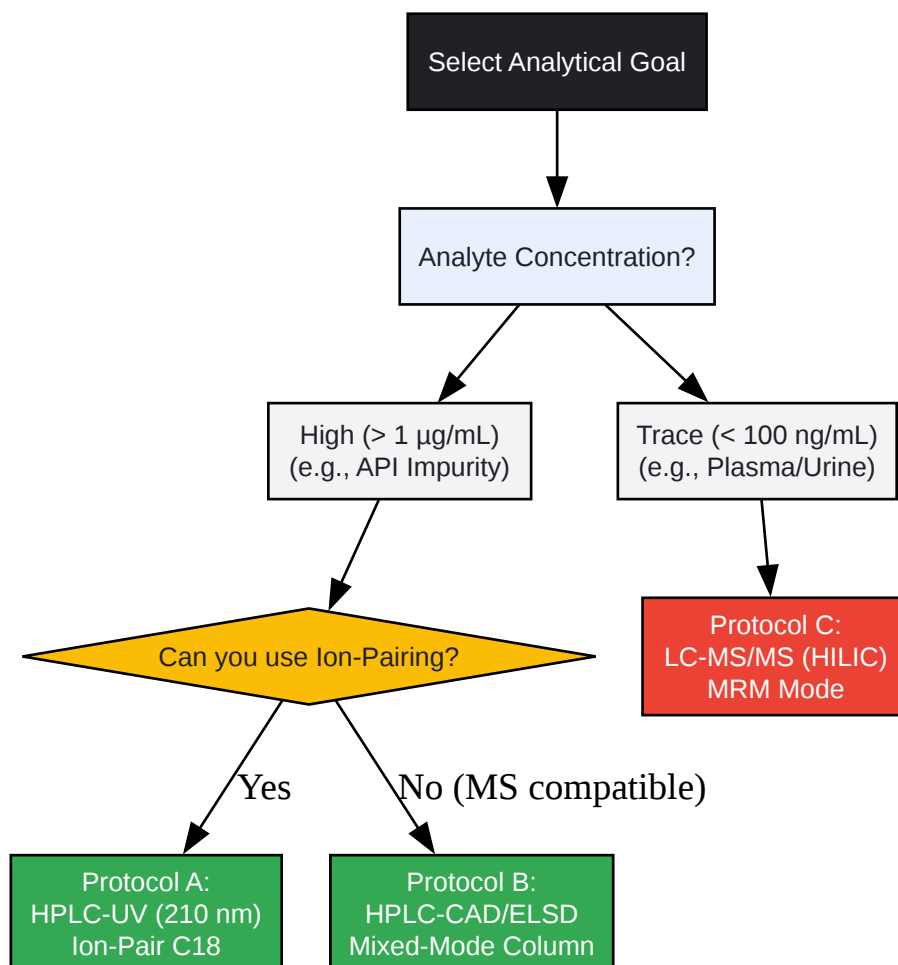 Select Analytical Goal
Analyte Concentration?
High (> 1 µg/mL)
(e.g., API Impurity)
Trace (< 100 ng/mL)
(e.g., Plasma/Urine)
Can you use Ion-Pairing?
Protocol C:
LC-MS/MS (HILIC)
MRM Mode
Yes
No (MS compatible)
Protocol A:
HPLC-UV (210 nm)
Ion-Pair C18
Protocol B:
HPLC-CAD/ELSD
Mixed-Mode Column